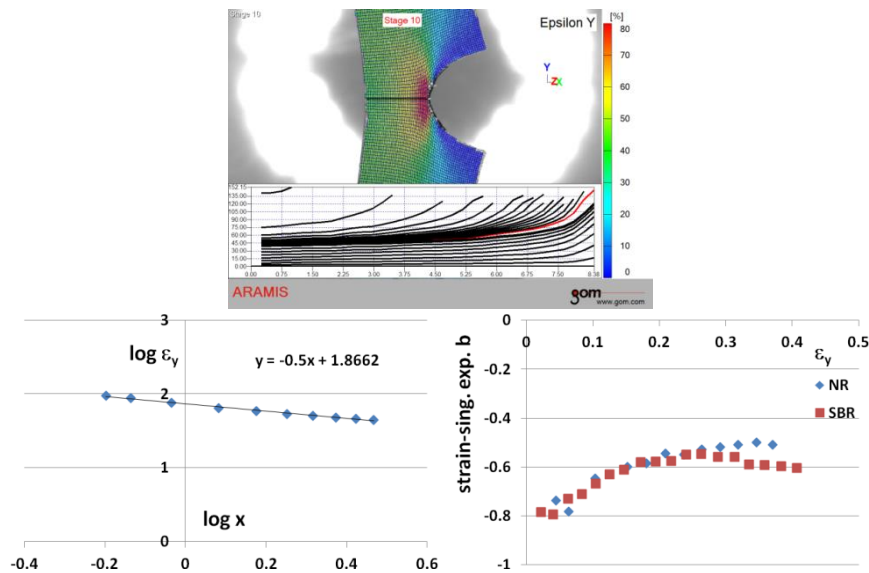 Stage 10
Stage 10
Epsilon Y
[%]
80
70
60
50
40
30
20
10
0
Y
Z X
152.15
135.00
120.00
105.00
90.00
75.00
60.00
45.00
30.00
15.00
0.00
0.00 0.75 1.50 2.25 3.00 3.75 4.50 5.25 6.00 6.75 7.50 8.38
ARAMIS
gom
www.gom.com
3
log εy
y = -0.5x + 1.8662
2
1
log x
0
-0.4 -0.2 0 0.2 0.4 0.6
strain-sing. exp. b
0
0 0.1 0.2 0.3 0.4 0.5
εy
-0.2
NR
SBR
-0.4
-0.6
-0.8
-1